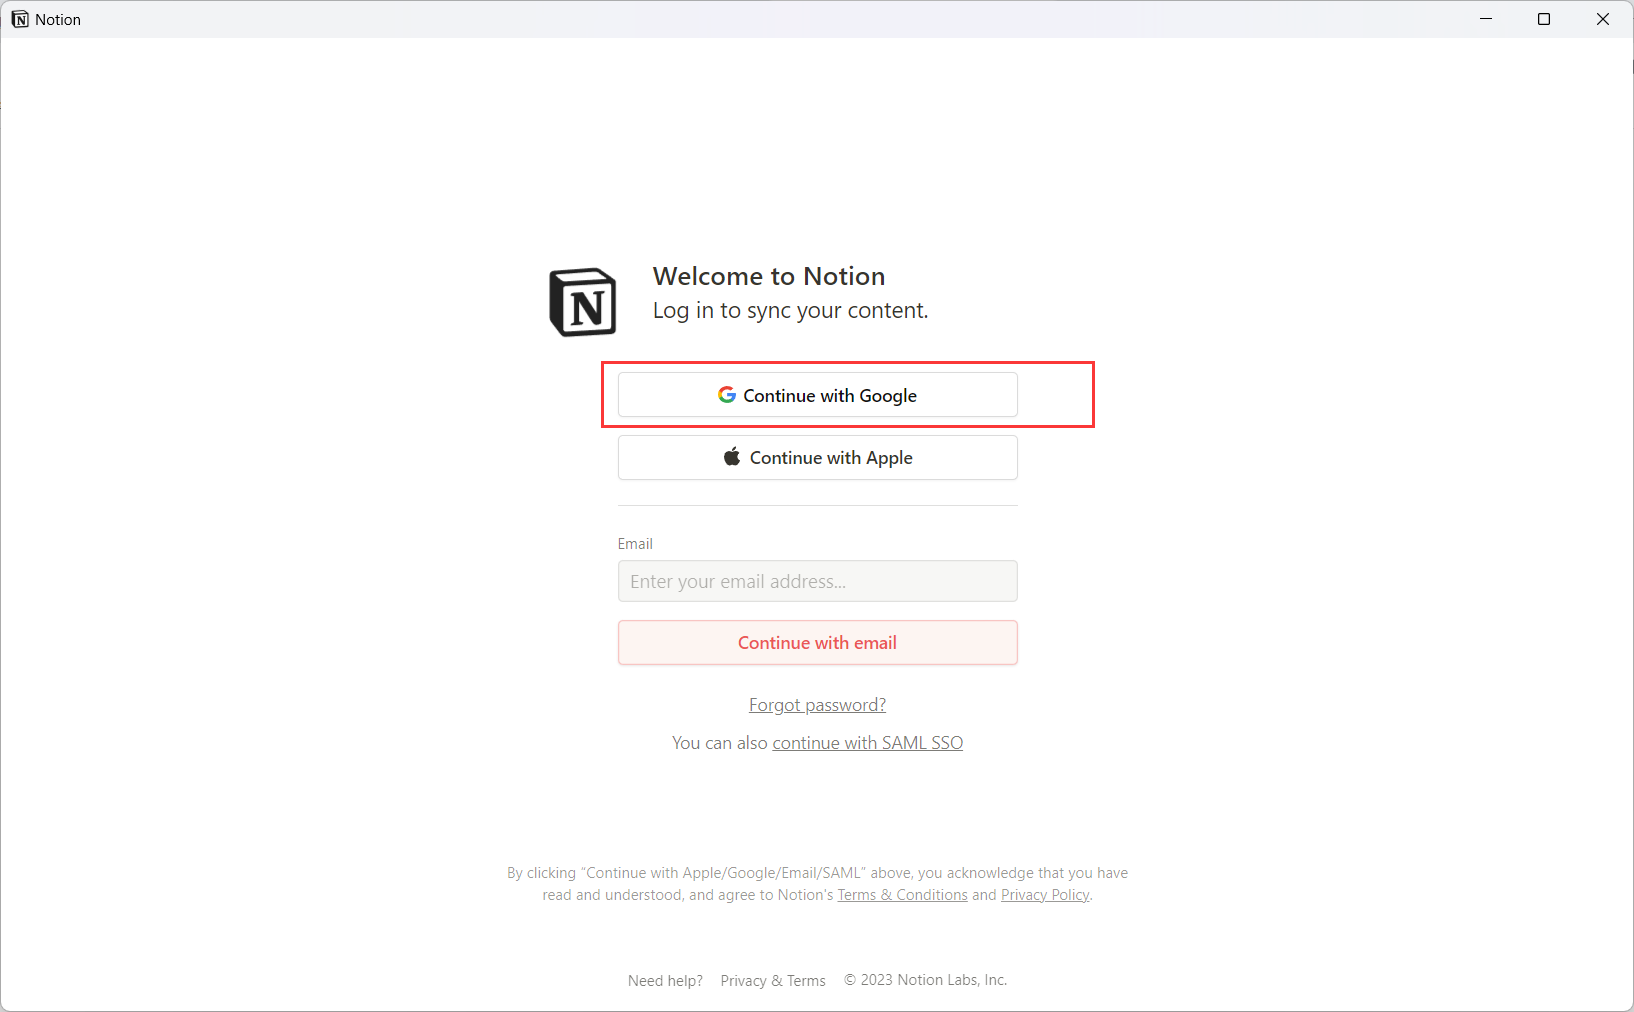 Notion
Welcome to Notion
Log in to sync your content.
Continue with Google
Continue with Apple
Email
Enter your email address...
Continue with email
Forgot password?
You can also continue with SAML SSO
By clicking “Continue with Apple/Google/Email/SAML” above, you acknowledge that you have
read and understood, and agree to Notion’s Terms & Conditions and Privacy Policy.
Need help? Privacy & Terms © 2023 Notion Labs, Inc.